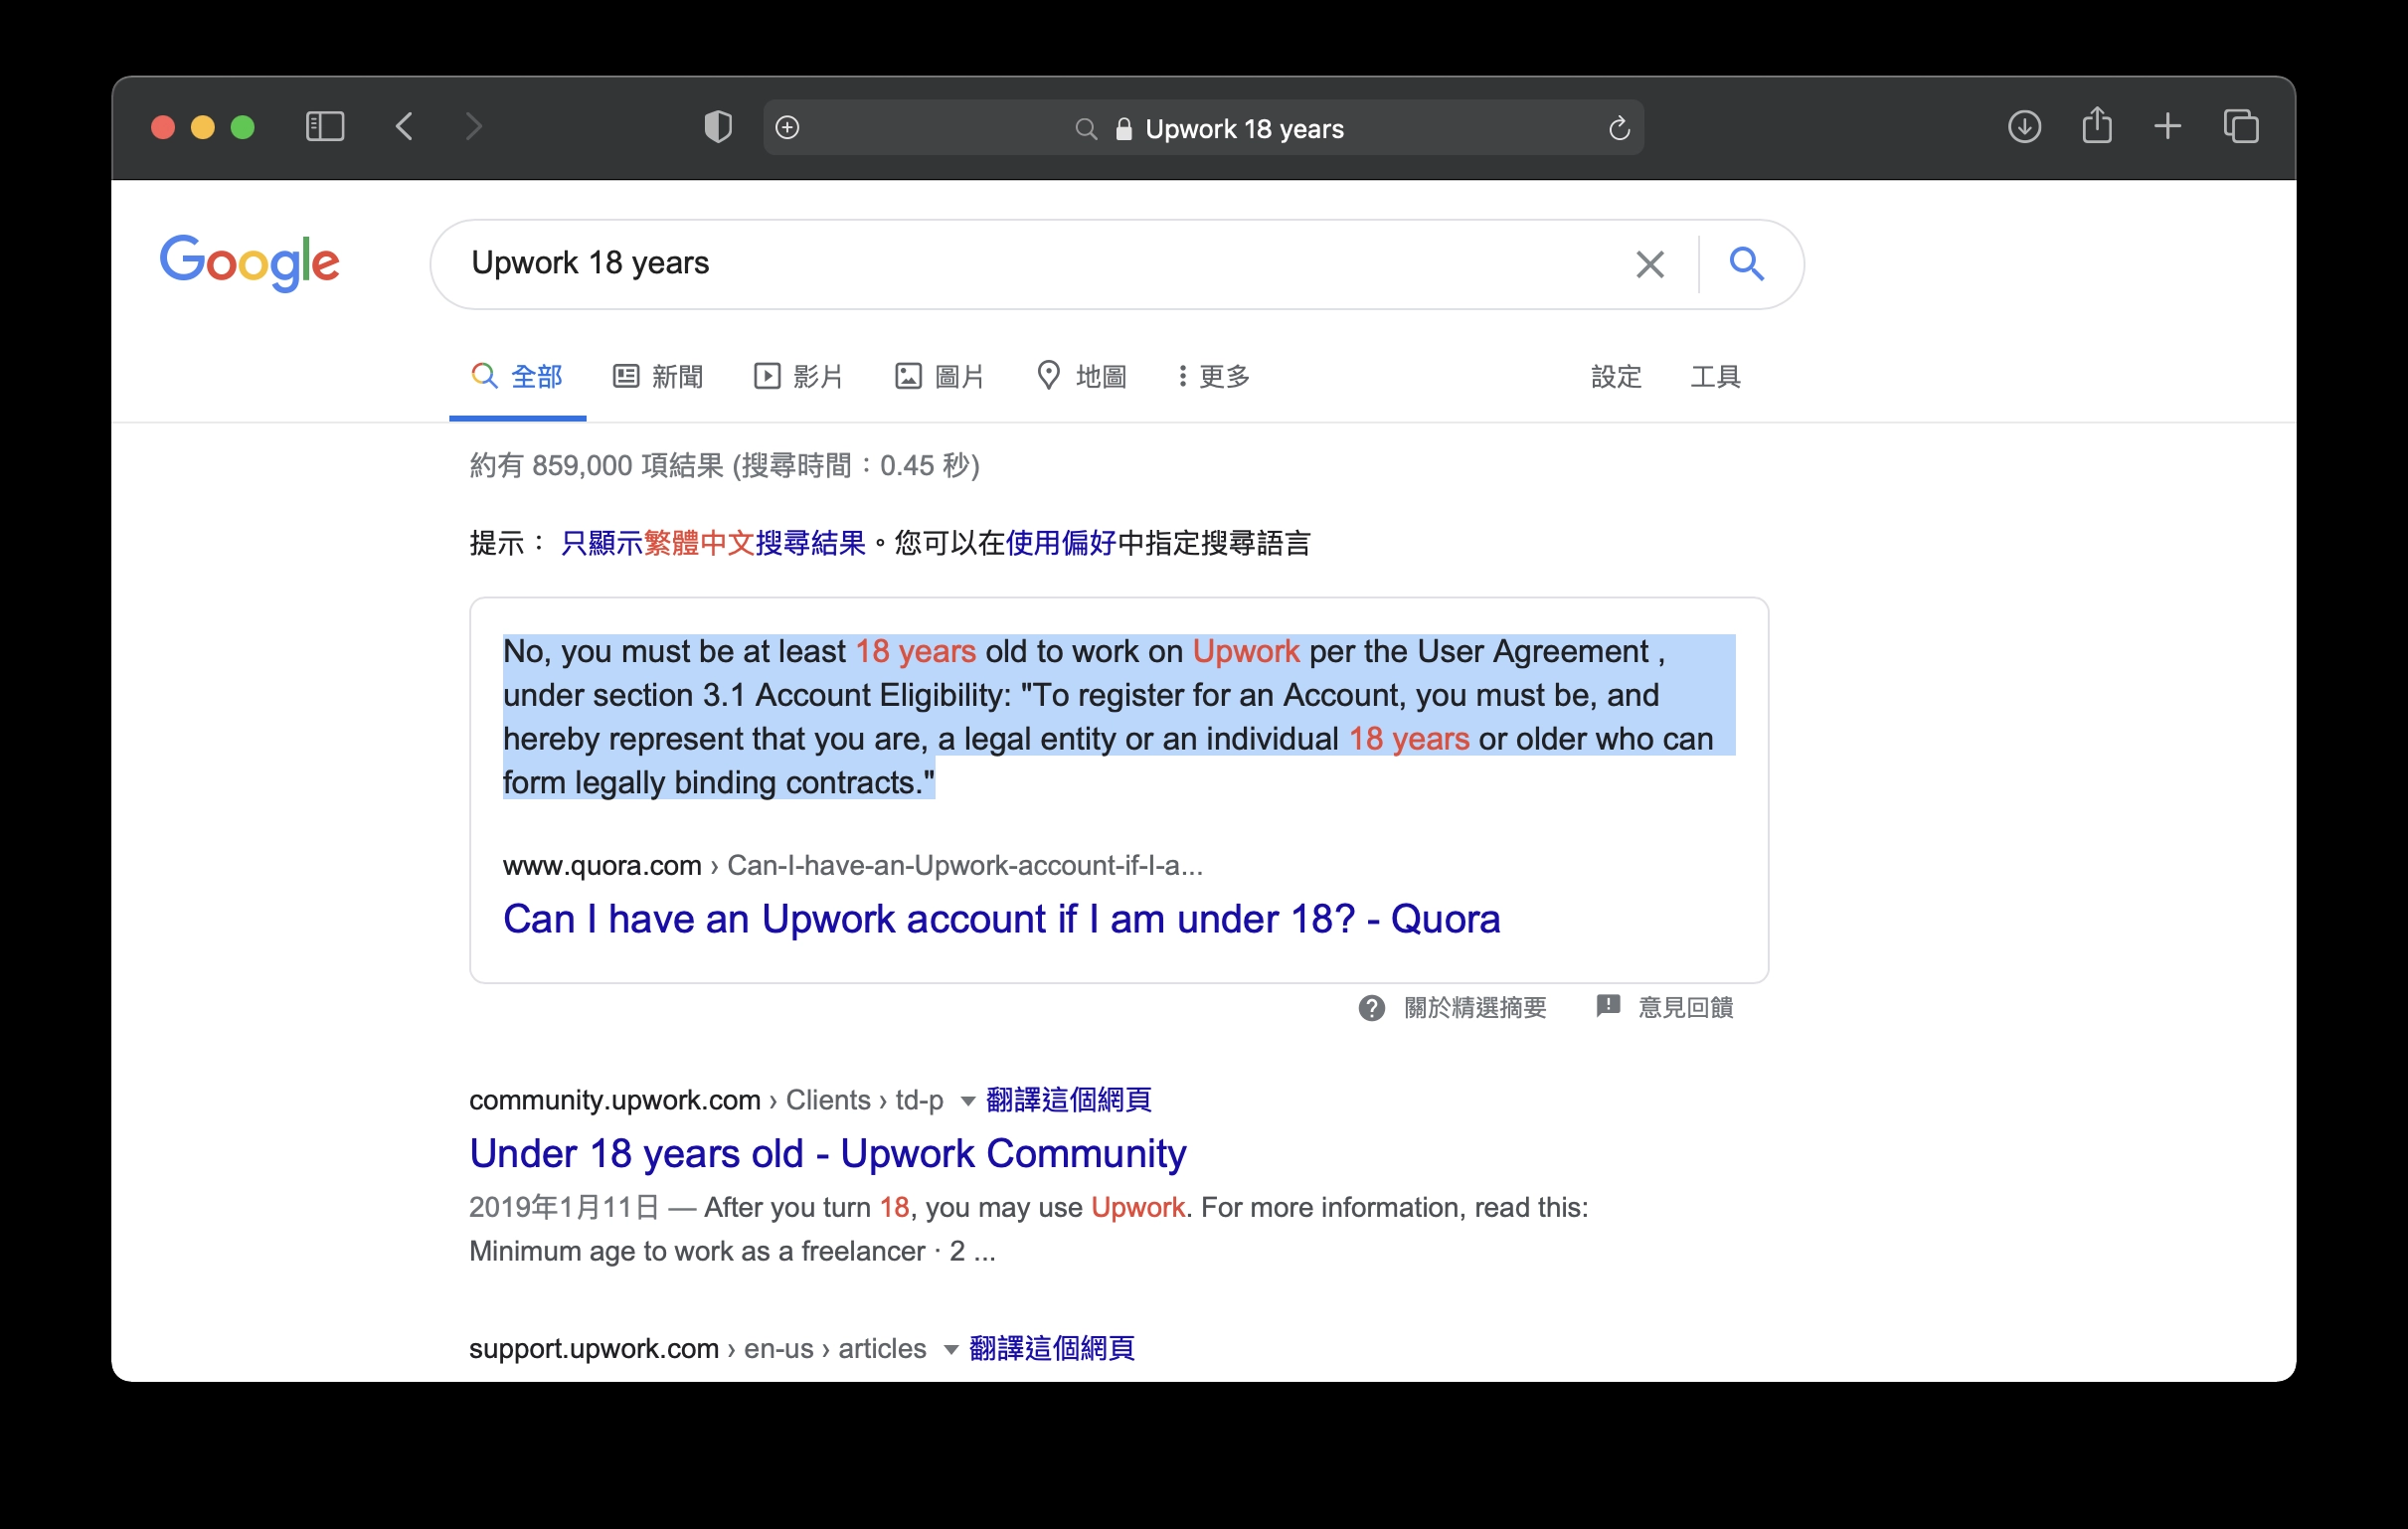 Upwork 18 years
Google
Upwork 18 years
全部 新聞 影片 圖片 地圖 更多 設定 工具
約有 859,000 項結果 (搜尋時間：0.45 秒)
提示： 只顯示繁體中文搜尋結果。您可以在使用偏好中指定搜尋語言
No, you must be at least 18 years old to work on Upwork per the User Agreement ,
under section 3.1 Account Eligibility: "To register for an Account, you must be, and
hereby represent that you are, a legal entity or an individual 18 years or older who can
form legally binding contracts."
www.quora.com › Can-I-have-an-Upwork-account-if-I-a...
Can I have an Upwork account if I am under 18? - Quora
關於精選摘要 意見回饋
community.upwork.com › Clients › td-p 翻譯這個網頁
Under 18 years old - Upwork Community
2019年1月11日 — After you turn 18, you may use Upwork. For more information, read this:
Minimum age to work as a freelancer · 2 ...
support.upwork.com › en-us › articles 翻譯這個網頁